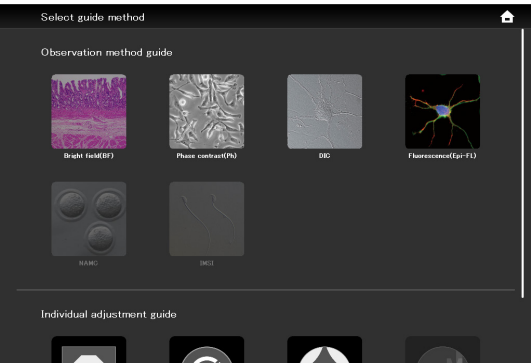 Select guide method
Observation method guide
Bright field(BF)
Phase contrast(Ph)
DIC
Fluorescence(Epi-FL)
NAMC
IMSI
Individual adjustment guide